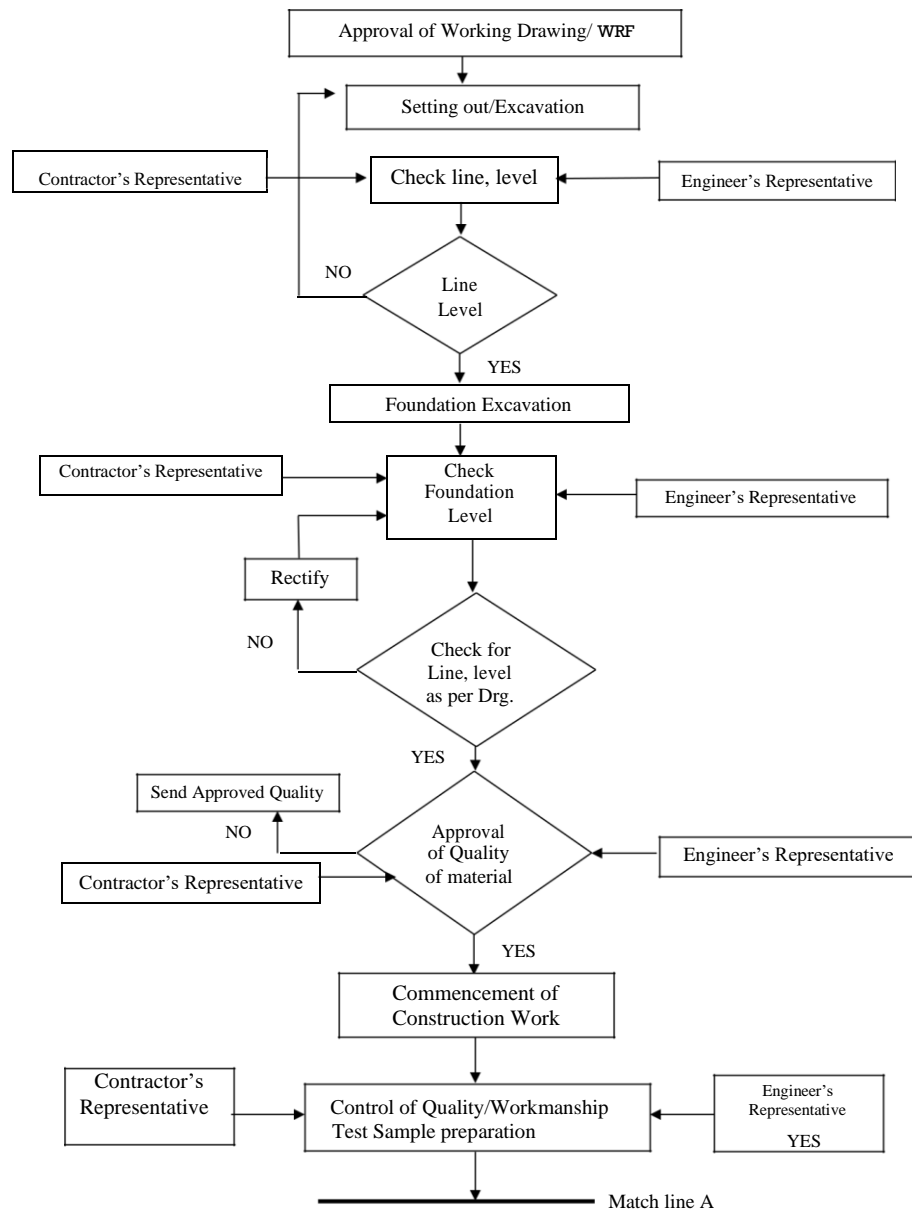 Approval of Working Drawing/ WRF
Setting out/Excavation
Contractor's Representative
Check line, level
Engineer's Representative
NO
Line
Level
YES
Foundation Excavation
Contractor's Representative
Check
Foundation
Level
Engineer's Representative
Rectify
NO
Check for
Line, level
as per Drg.
YES
Send Approved Quality
NO
Approval
of Quality
of material
Engineer's Representative
Contractor's Representative
YES
Commencement of
Construction Work
Contractor's
Representative
Control of Quality/Workmanship
Test Sample preparation
Engineer's
Representative
YES
Match line A